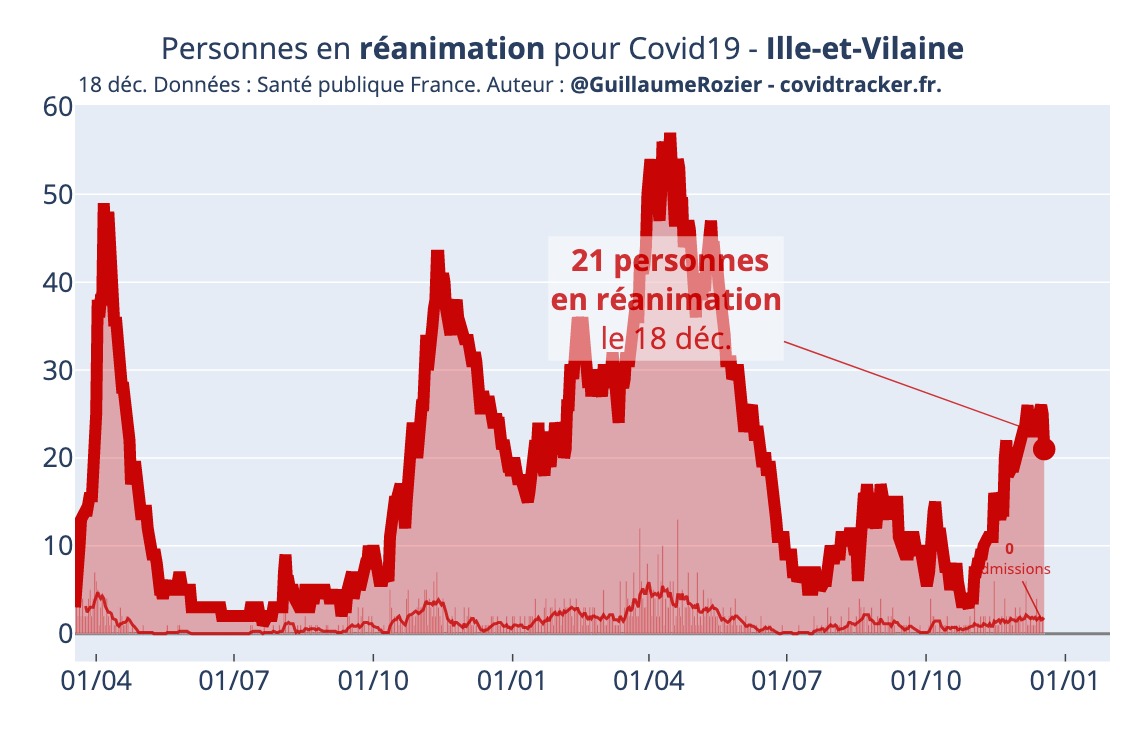 Personnes en réanimation pour Covid19 - Ille-et-Vilaine
18 déc. Données : Santé publique France. Auteur : @GuillaumeRozier - covidtracker.fr.
60
50
40
30
20
10
0
21 personnes
en réanimation
le 18 déc.
0
admissions
01/04
01/07
01/10
01/01
01/04
01/07
01/10
01/01